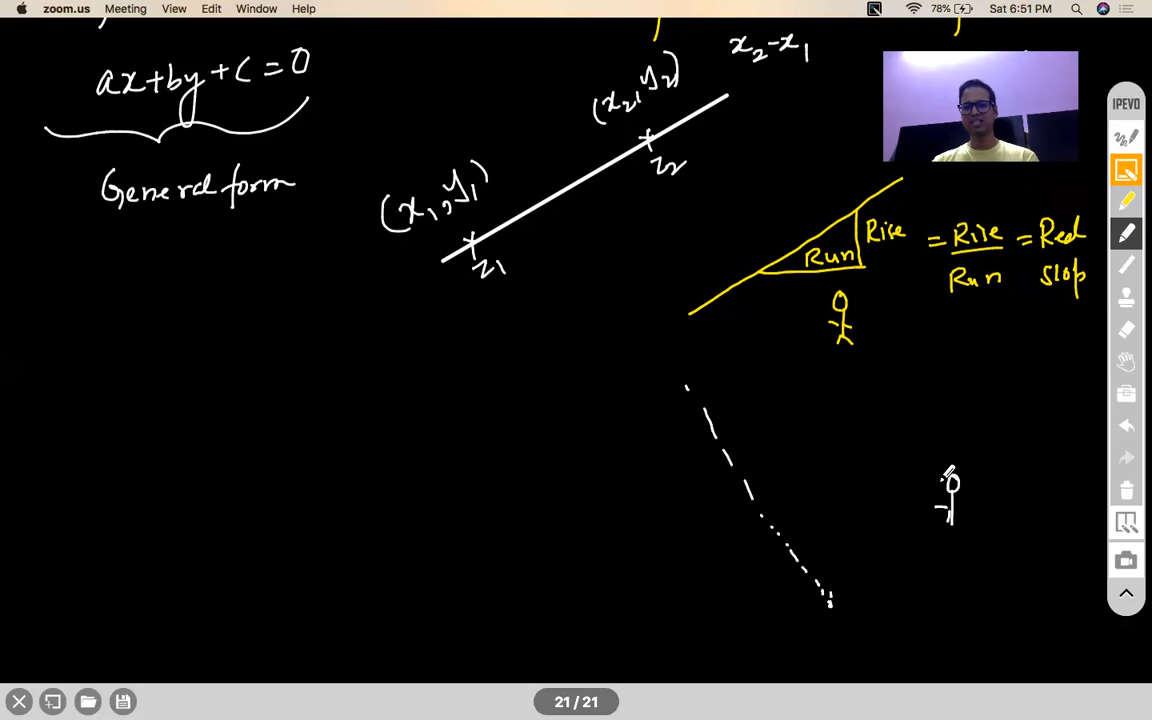 zoom.us Meeting View Edit Window Help
78% Sat 6:51 PM
ax+by+c=0
General form
x₂-x₁
(x₂,y₂)
z₂
(x₁,y₁)
z₁
Rise
Run
= Rise/Run = Real slop
IPEVO
21 / 21